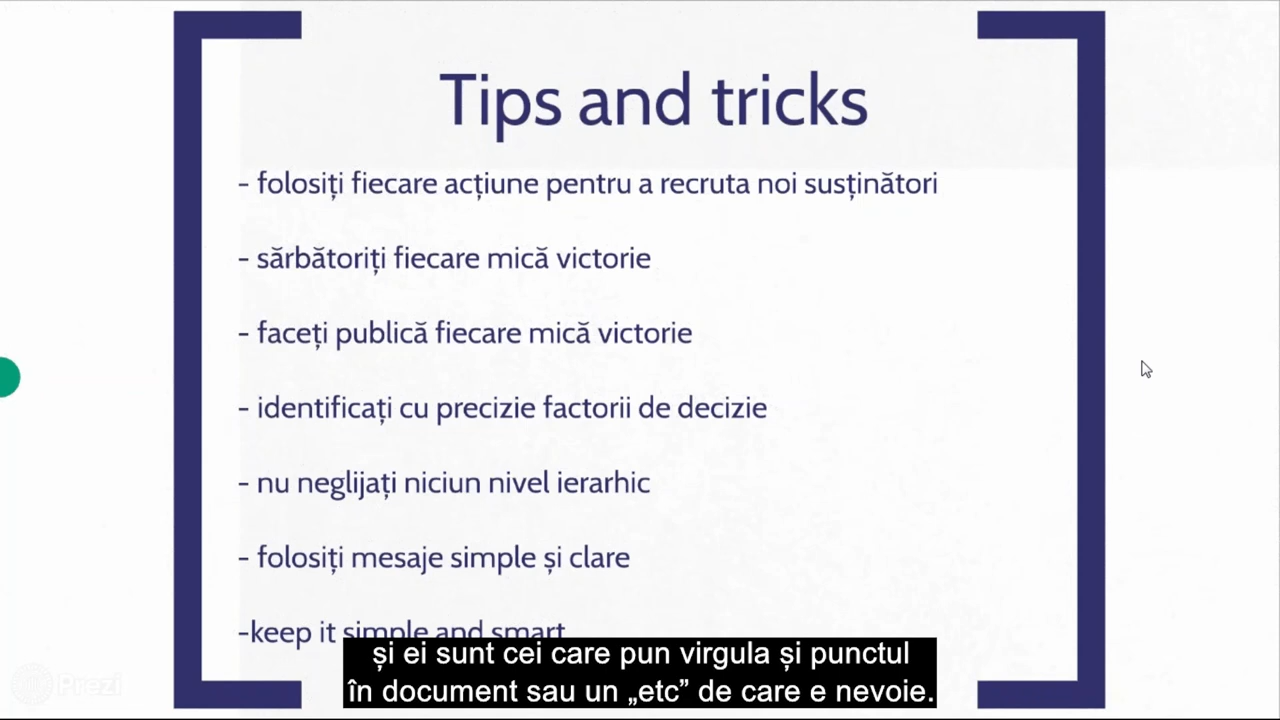 Tips and tricks
- folosiți fiecare acțiune pentru a recruta noi susținători
- sărbătoriți fiecare mică victorie
- faceți publică fiecare mică victorie
- identificați cu precizie factorii de decizie
- nu neglijați niciun nivel ierarhic
- folosiți mesaje simple și clare
-keep it simple and smart
și ei sunt cei care pun virgula și punctul
în document sau un „etc” de care e nevoie.
Prezi